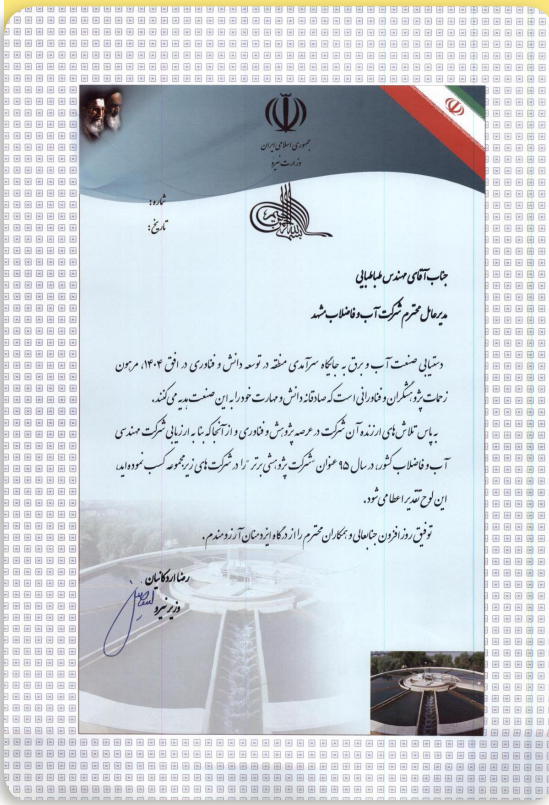 جمهوری اسلامی ایران
وزارت نیرو
شماره:
تاریخ:
جناب آقای مهندس طباطبایی
مدیرعامل محترم شرکت آب و فاضلاب مشهد
دستیابی صنعت آب و برق به جایگاه سرآمدی منطقه در توسعه دانش و فناوری در افق ۱۴۰۴، مرهون
زحمات پژوهشگران و فناورانی است که صادقانه دانش و مهارت خود را به این صنعت هدیه می کنند.
به پاس تلاش های ارزنده آن شرکت در عرصه پژوهش و فناوری و از آنجا که بنا به ارزیابی شرکت مهندسی
آب و فاضلاب کشور، در سال ۹۵ عنوان "شرکت پژوهشی برتر" را در شرکت های زیرمجموعه کسب نموده اید،
این لوح تقدیر اعطا می شود.
توفیق روز افزون جنابعالی و همکاران محترم را از درگاه ایزد منان آرزومندم.
رضا اردکانیان
وزیر نیرو